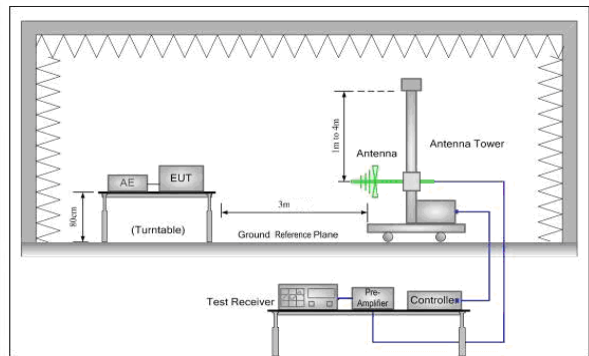 1m to 4m
Antenna
Antenna Tower
AE
EUT
80cm
3m
(Turntable)
Ground Reference Plane
Test Receiver
Pre-
Amplifier
Controller